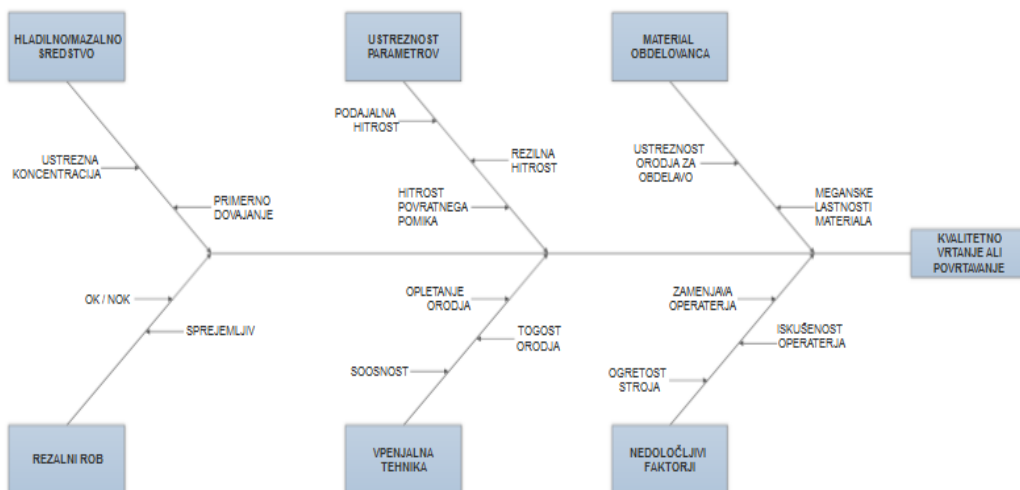 HLADILNO/MAZALNO
SREDSTVO
USTREZNOST
PARAMETROV
MATERIAL
OBDELOVANCA
PODAJALNA
HITROST
REZILNA
HITROST
HITROST
POVRATNEGA
POMIKA
USTREZNA
KONCENTRACIJA
PRIMERNO
DOVAJANJE
USTREZNOST
ORODJA ZA
OBDELAVO
MEGANSKE
LASTNOSTI
MATERIALA
KVALITETNO
VRTANJE ALI
POVRTAVANJE
OK / NOK
SPREJEMLJIV
OPLETANJE
ORODJA
TOGOST
ORODJA
SOOSNOST
ZAMENJAVA
OPERATERJA
ISKUŠENOST
OPERATERJA
OGRETOST
STROJA
REZALNI ROB
VPENJALNA
TEHNIKA
NEDOLOČLJIVI
FAKTORJI